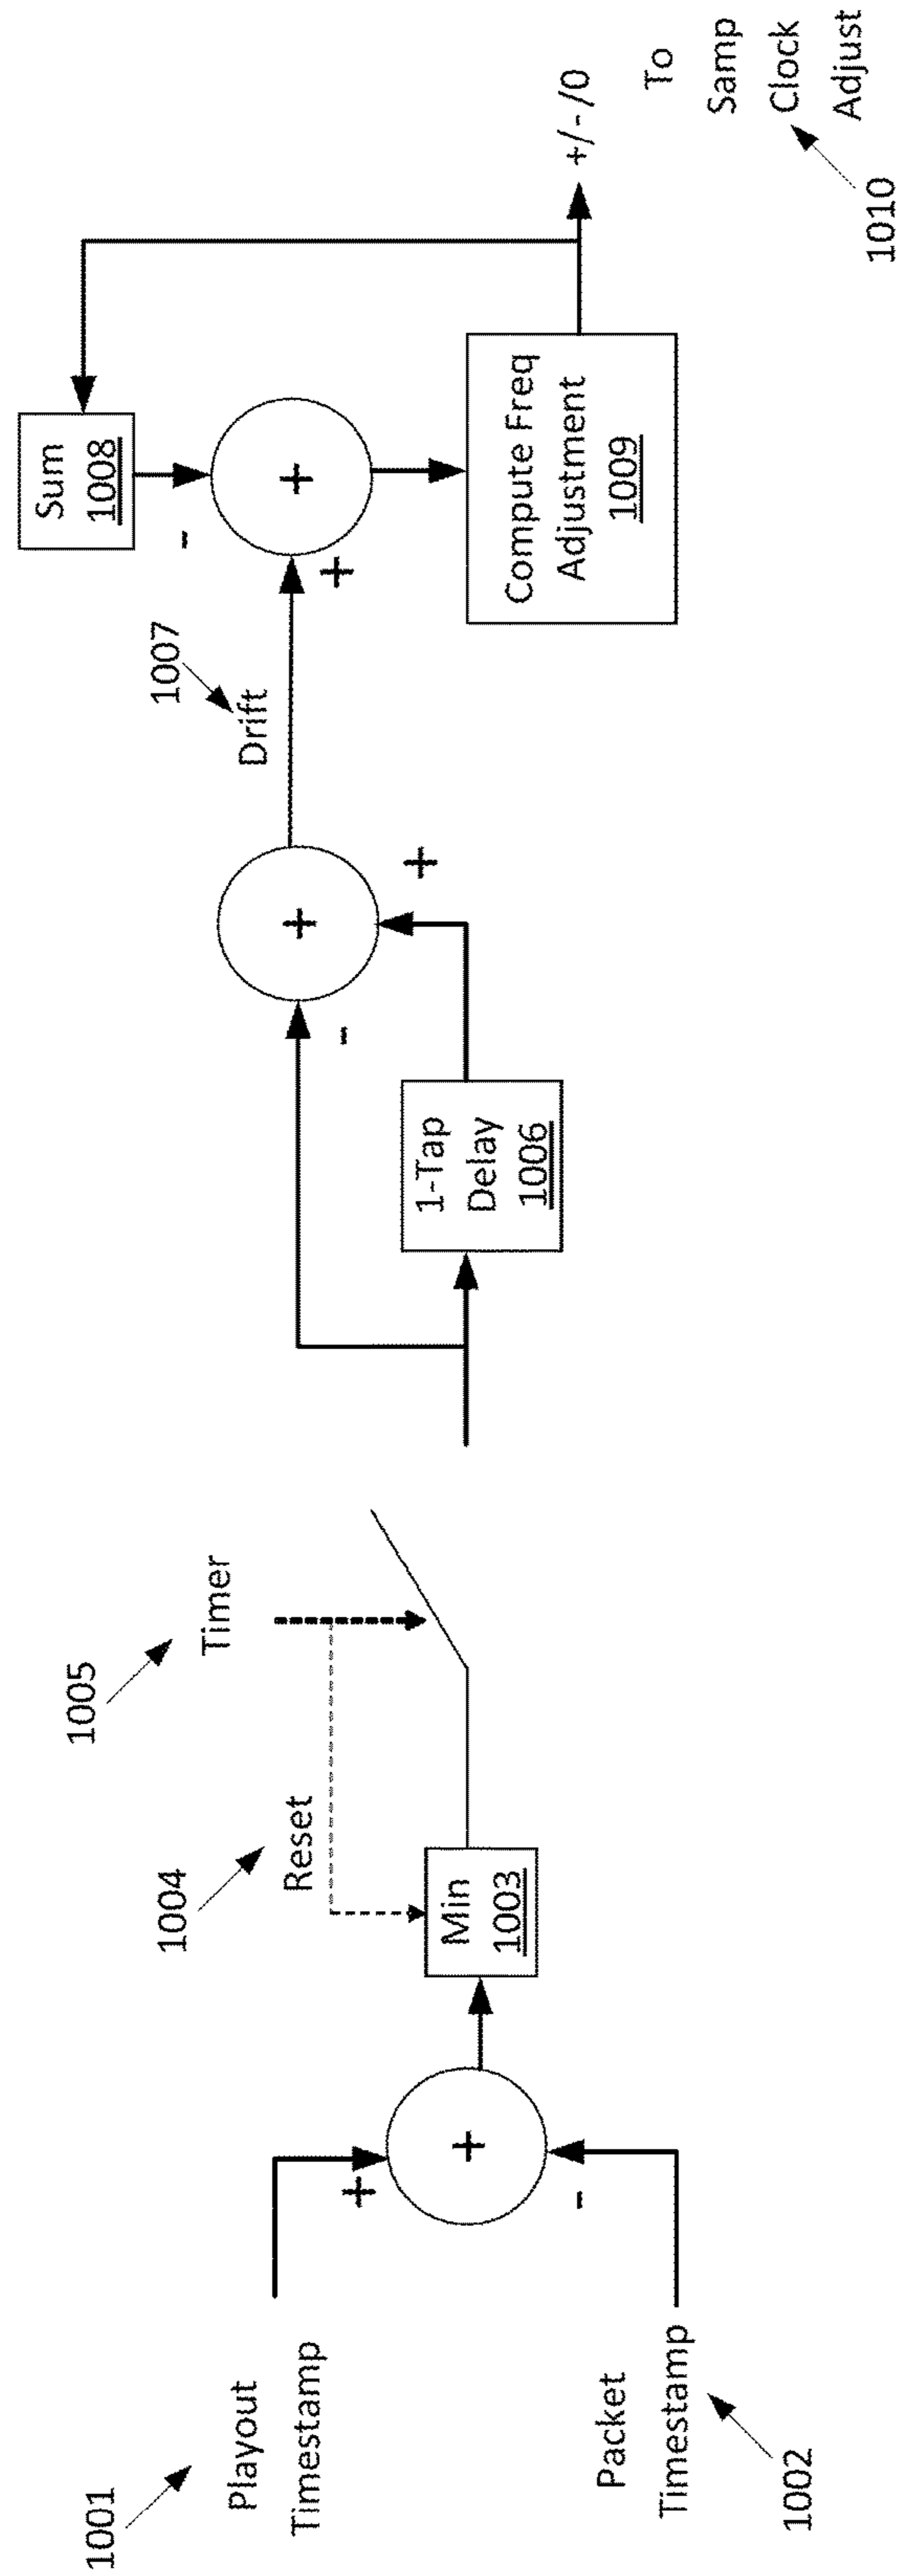 1001
Playout
Timestamp
+
Packet
Timestamp
1002
-
+
Min
1003
1004
Reset
1005
Timer
1-Tap
Delay
1006
-
+
+
1007
Drift
+
-
+
Sum
1008
Compute Freq
Adjustment
1009
+/-/0
To
Samp
Clock
Adjust
1010